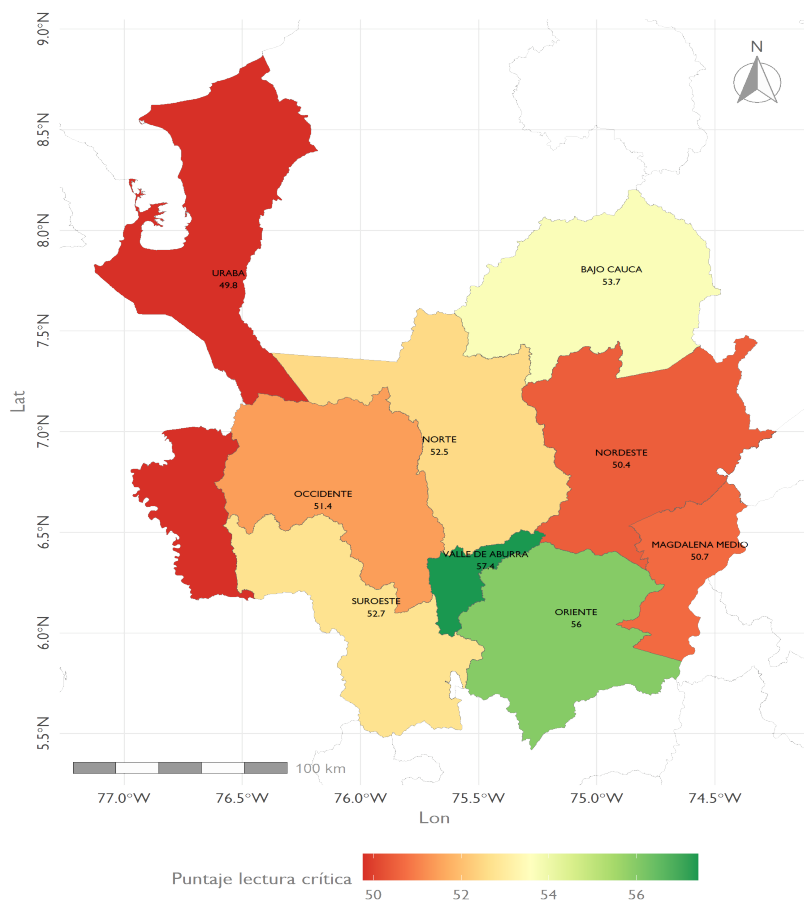 N
9.0°N
8.5°N
8.0°N
7.5°N
7.0°N
6.5°N
6.0°N
5.5°N
Lat
URABA
49.8
BAJO CAUCA
53.7
NORTE
52.5
NORDESTE
50.4
OCCIDENTE
51.4
MAGDALENA MEDIO
50.7
VALLE DE ABURRA
57.4
SUROESTE
52.7
ORIENTE
56
100 km
77.0°W 76.5°W 76.0°W 75.5°W 75.0°W 74.5°W
Lon
Puntaje lectura crítica
50 52 54 56